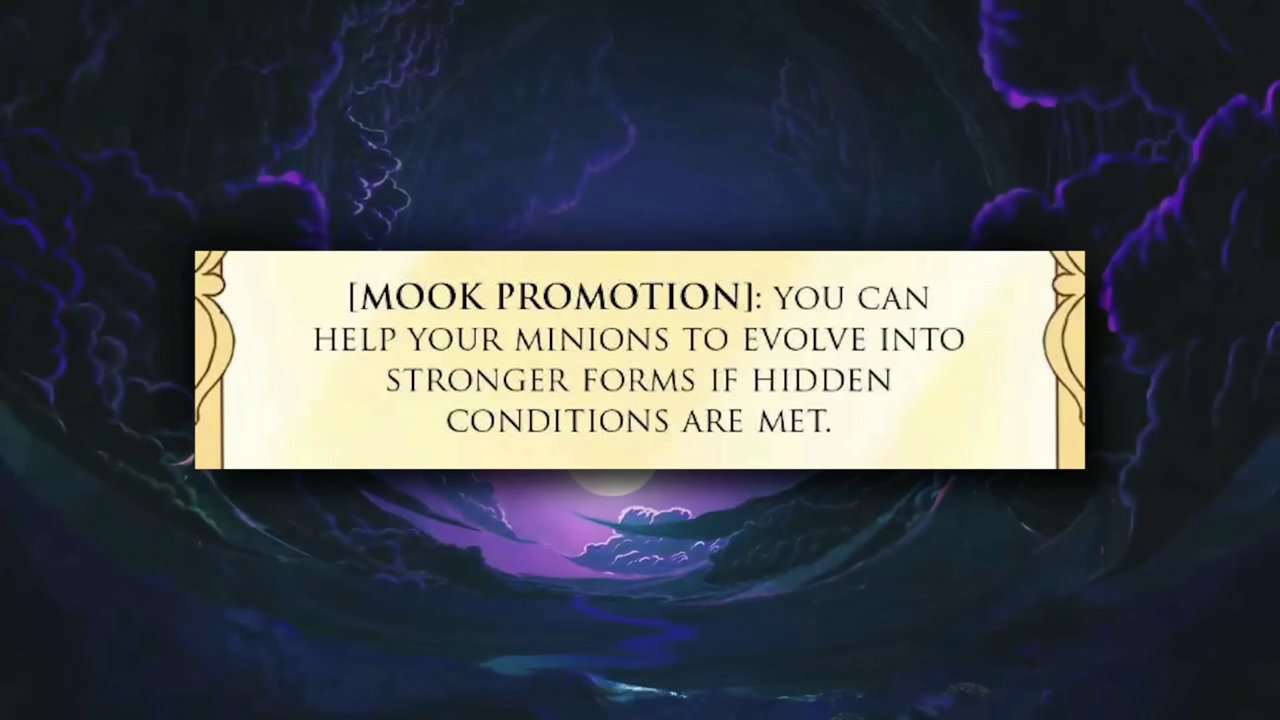 [MOOK PROMOTION]: YOU CAN
HELP YOUR MINIONS TO EVOLVE INTO
STRONGER FORMS IF HIDDEN
CONDITIONS ARE MET.